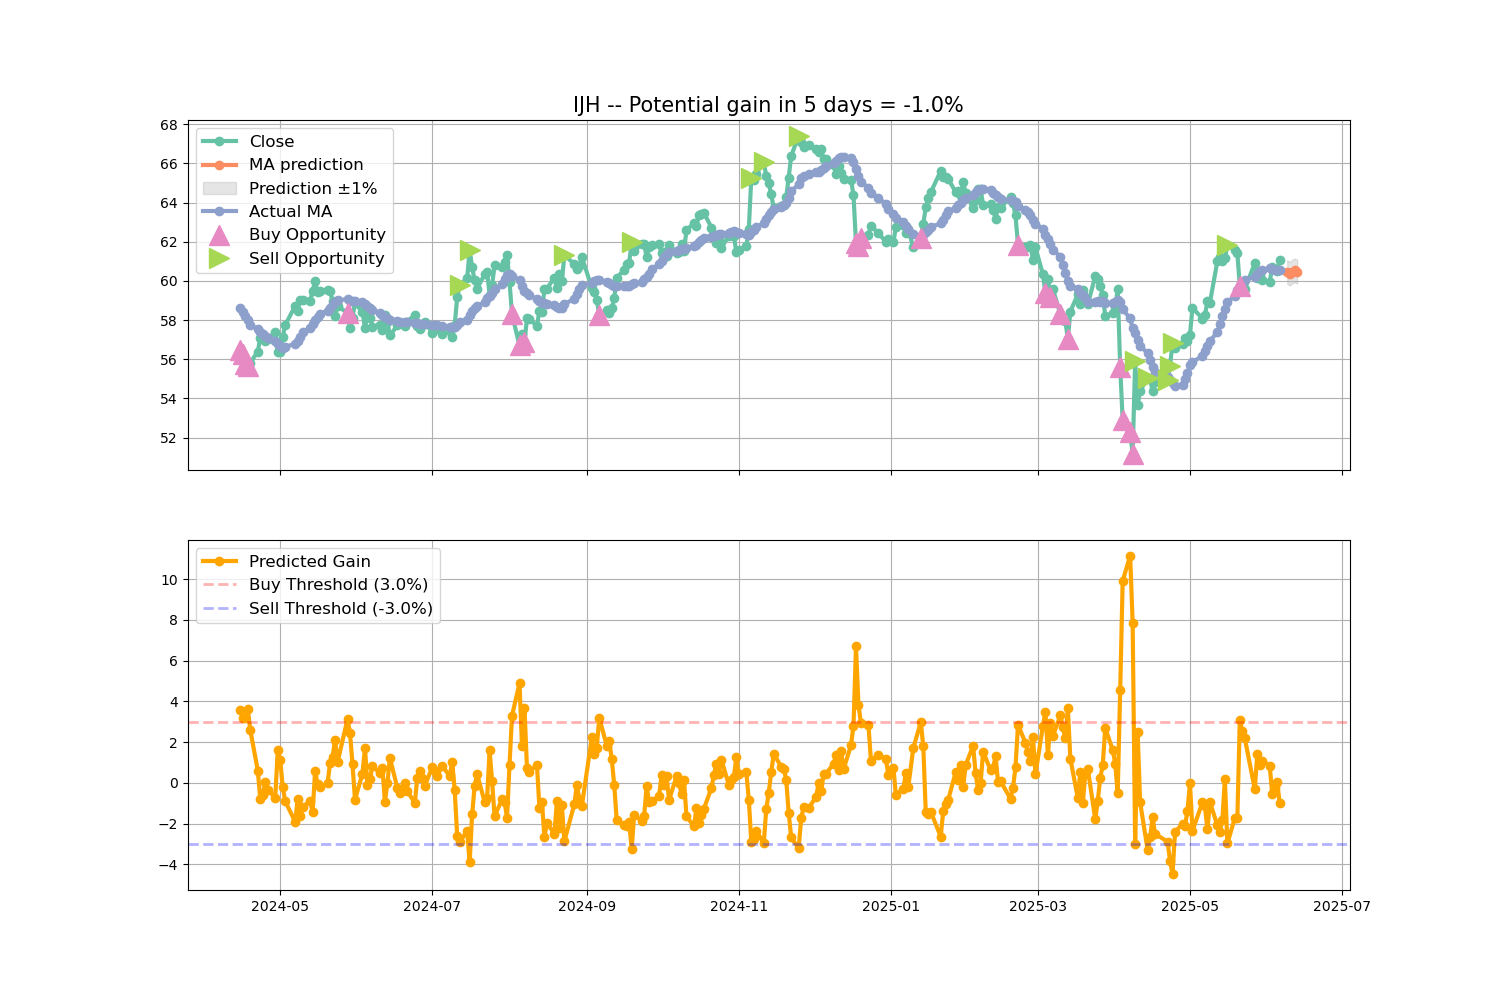 IJH -- Potential gain in 5 days = -1.0%
68
66
64
62
60
58
56
54
52
Close
MA prediction
Prediction ±1%
Actual MA
Buy Opportunity
Sell Opportunity
10
8
6
4
2
0
−2
−4
Predicted Gain
Buy Threshold (3.0%)
Sell Threshold (-3.0%)
2024-05 2024-07 2024-09 2024-11 2025-01 2025-03 2025-05 2025-07